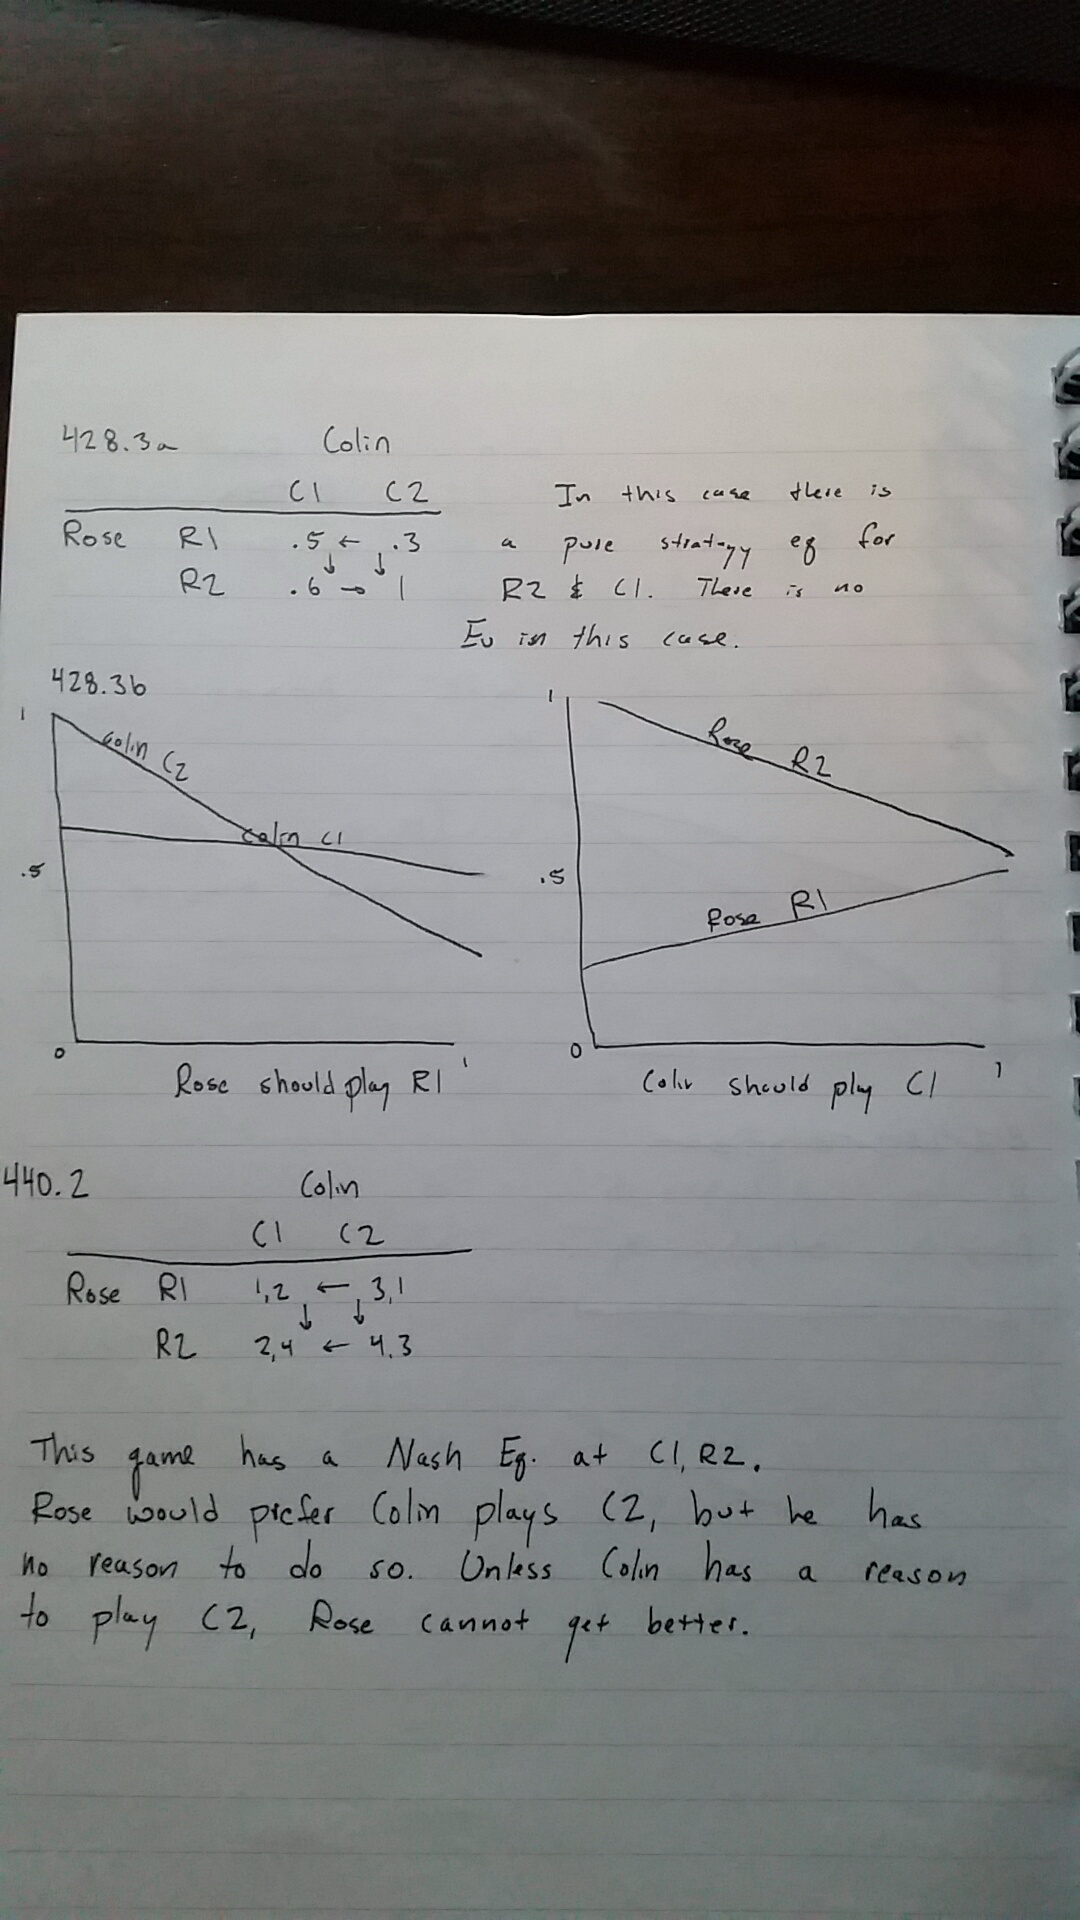 428.3a Colin
C1 C2
Rose R1 .5 ← .3
↓ ↓
R2 .6 → 1
In this case there is
a pure strategy eq for
R2 & C1. There is no
Ev in this case.
428.3b
1
Colin C2
Colin C1
.5
0 1
Rose should play R1
1
Rose R2
.5
Rose R1
0 1
Colin should play C1
440.2 Colin
C1 C2
Rose R1 1,2 ← 3,1
↓ ↓
R2 2,4 ← 4,3
This game has a Nash Eq. at C1, R2.
Rose would prefer Colin plays C2, but he has
no reason to do so. Unless Colin has a reason
to play C2, Rose cannot get better.